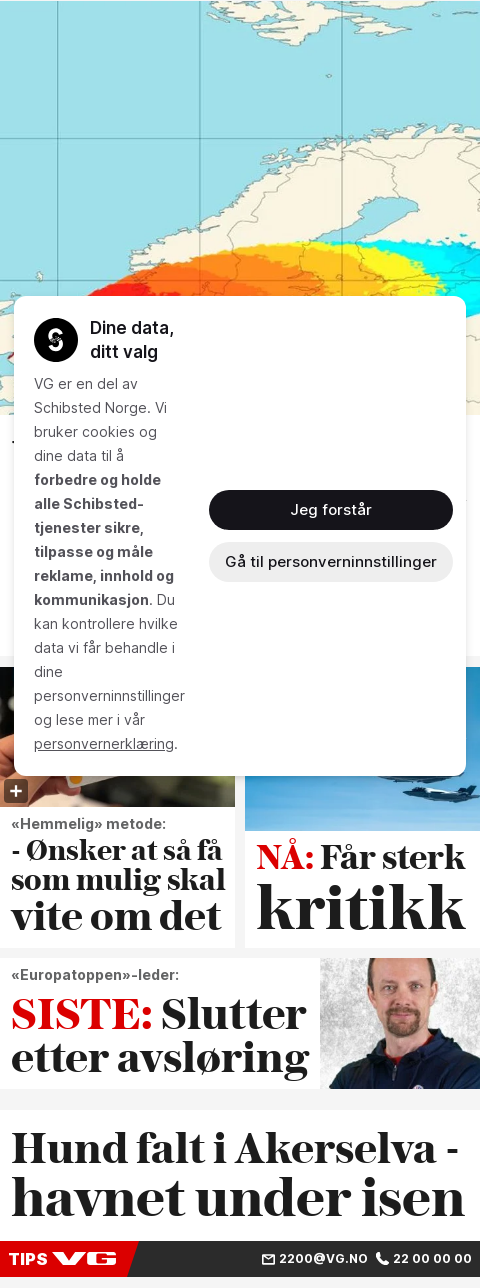 Dine data,
ditt valg
VG er en del av
Schibsted Norge. Vi
bruker cookies og
dine data til å
forbedre og holde
alle Schibsted-
tjenester sikre,
tilpasse og måle
reklame, innhold og
kommunikasjon. Du
kan kontrollere hvilke
data vi får behandle i
dine
personverninnstillinger
og lese mer i vår
personvernerklæring.
Jeg forstår
Gå til personverninnstillinger
«Hemmelig» metode:
- Ønsker at så få
som mulig skal
vite om det
NÅ: Får sterk
kritikk
«Europatoppen»-leder:
SISTE: Slutter
etter avsløring
Hund falt i Akerselva -
havnet under isen
TIPS VG
2200@VG.NO 22 00 00 00